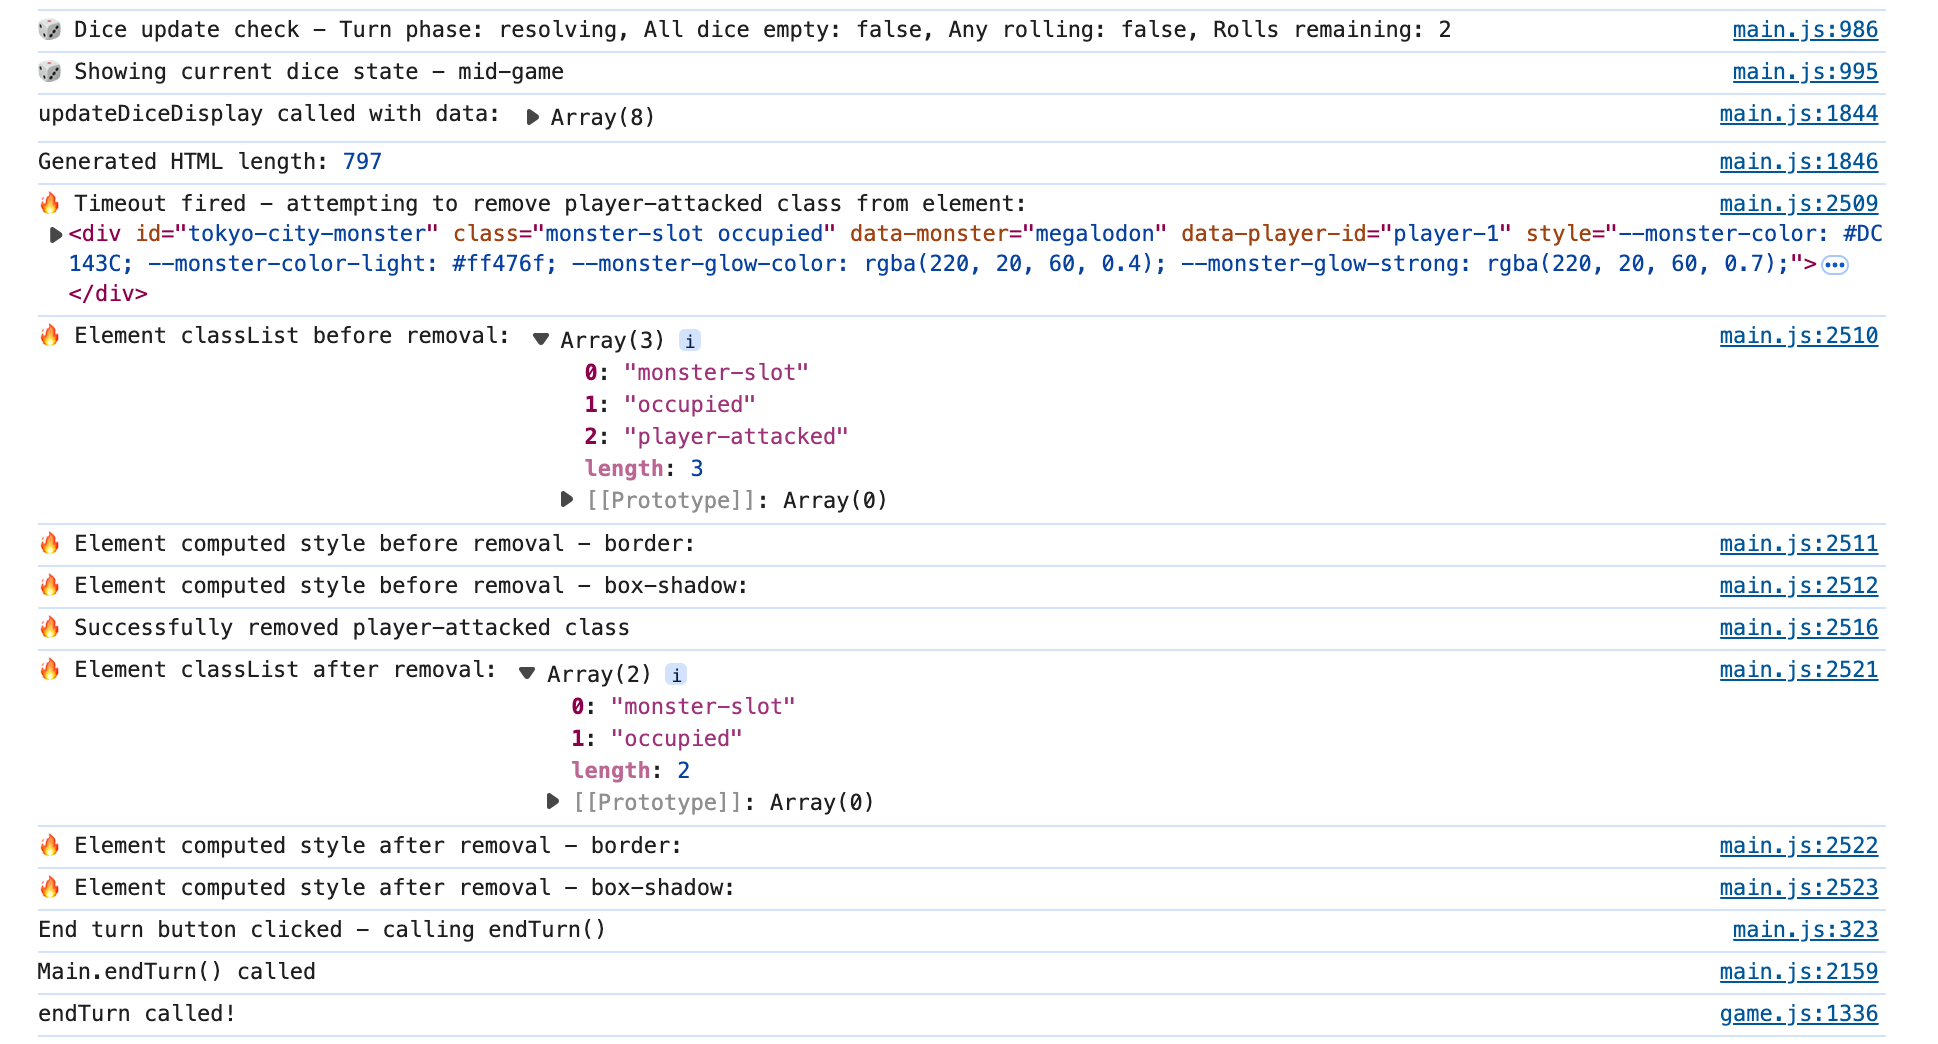 🎲 Dice update check – Turn phase: resolving, All dice empty: false, Any rolling: false, Rolls remaining: 2 main.js:986
🎲 Showing current dice state – mid-game main.js:995
updateDiceDisplay called with data: ▶ Array(8) main.js:1844
Generated HTML length: 797 main.js:1846
🔥 Timeout fired – attempting to remove player-attacked class from element: main.js:2509
▶<div id="tokyo-city-monster" class="monster-slot occupied" data-monster="megalodon" data-player-id="player-1" style="--monster-color: #DC
143C; --monster-color-light: #ff476f; --monster-glow-color: rgba(220, 20, 60, 0.4); --monster-glow-strong: rgba(220, 20, 60, 0.7);">…
</div>
🔥 Element classList before removal: ▼ Array(3) i main.js:2510
0: "monster-slot"
1: "occupied"
2: "player-attacked"
length: 3
▶ [[Prototype]]: Array(0)
🔥 Element computed style before removal – border: main.js:2511
🔥 Element computed style before removal – box-shadow: main.js:2512
🔥 Successfully removed player-attacked class main.js:2516
🔥 Element classList after removal: ▼ Array(2) i main.js:2521
0: "monster-slot"
1: "occupied"
length: 2
▶ [[Prototype]]: Array(0)
🔥 Element computed style after removal – border: main.js:2522
🔥 Element computed style after removal – box-shadow: main.js:2523
End turn button clicked – calling endTurn() main.js:323
Main.endTurn() called main.js:2159
endTurn called! game.js:1336